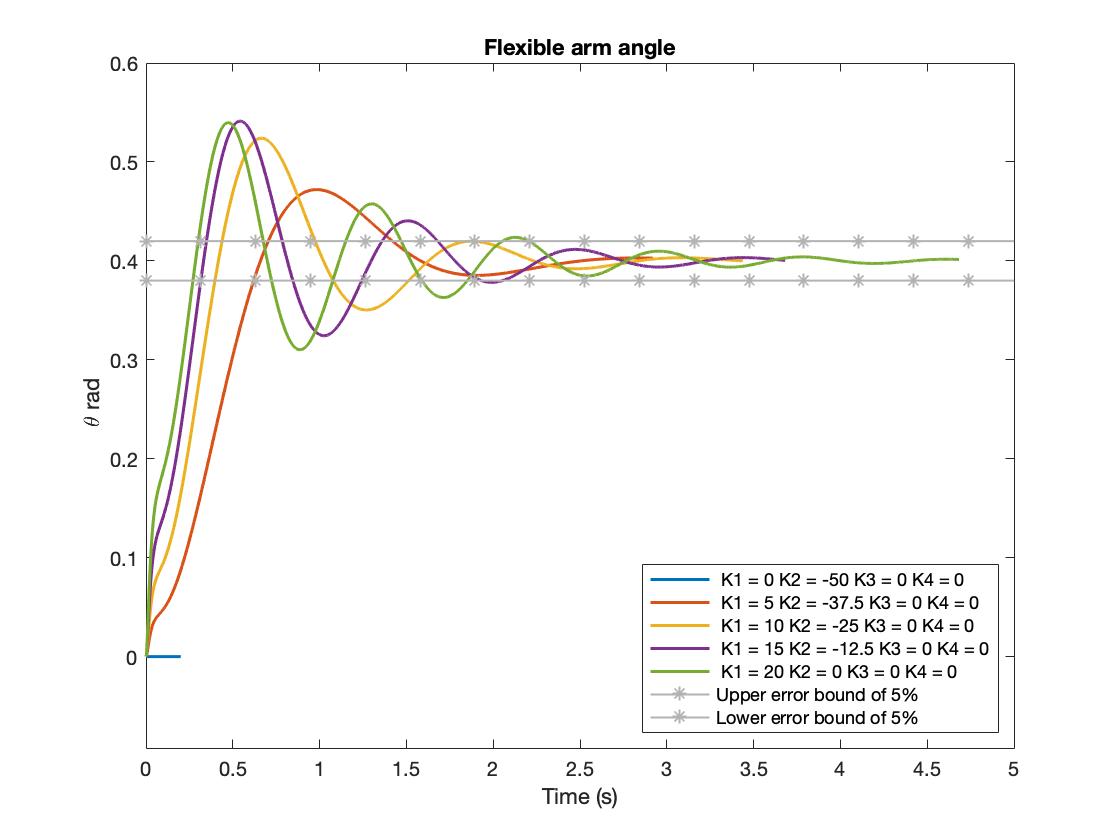 Flexible arm angle
0.6
0.5
0.4
0.3
0.2
0.1
0
θ rad
0 0.5 1 1.5 2 2.5 3 3.5 4 4.5 5
Time (s)
K1 = 0 K2 = -50 K3 = 0 K4 = 0
K1 = 5 K2 = -37.5 K3 = 0 K4 = 0
K1 = 10 K2 = -25 K3 = 0 K4 = 0
K1 = 15 K2 = -12.5 K3 = 0 K4 = 0
K1 = 20 K2 = 0 K3 = 0 K4 = 0
Upper error bound of 5%
Lower error bound of 5%